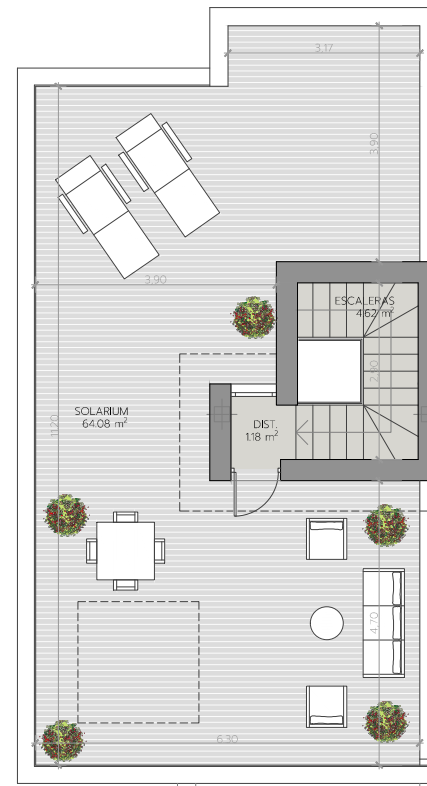 3.17
3.90
3.90
ESCALERAS
4.62 m²
2.90
SOLARIUM
64.08 m²
11.20
DIST.
1.18 m²
4.70
6.30